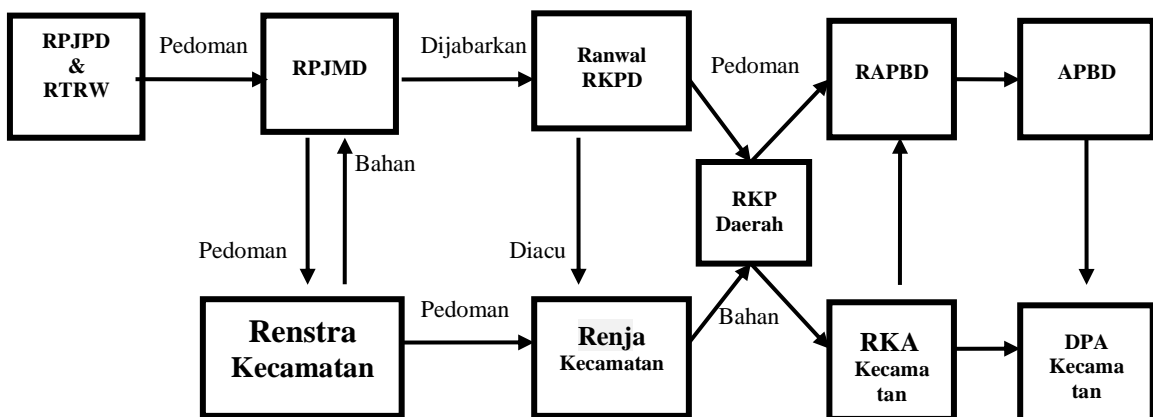 RPJPD
&
RTRW
Pedoman
RPJMD
Dijabarkan
Ranwal
RKPD
Pedoman
RAPBD
APBD
Bahan
RKP
Daerah
Pedoman
Diacu
Renstra
Kecamatan
Pedoman
Renja
Kecamatan
Bahan
RKA
Kecama
tan
DPA
Kecama
tan